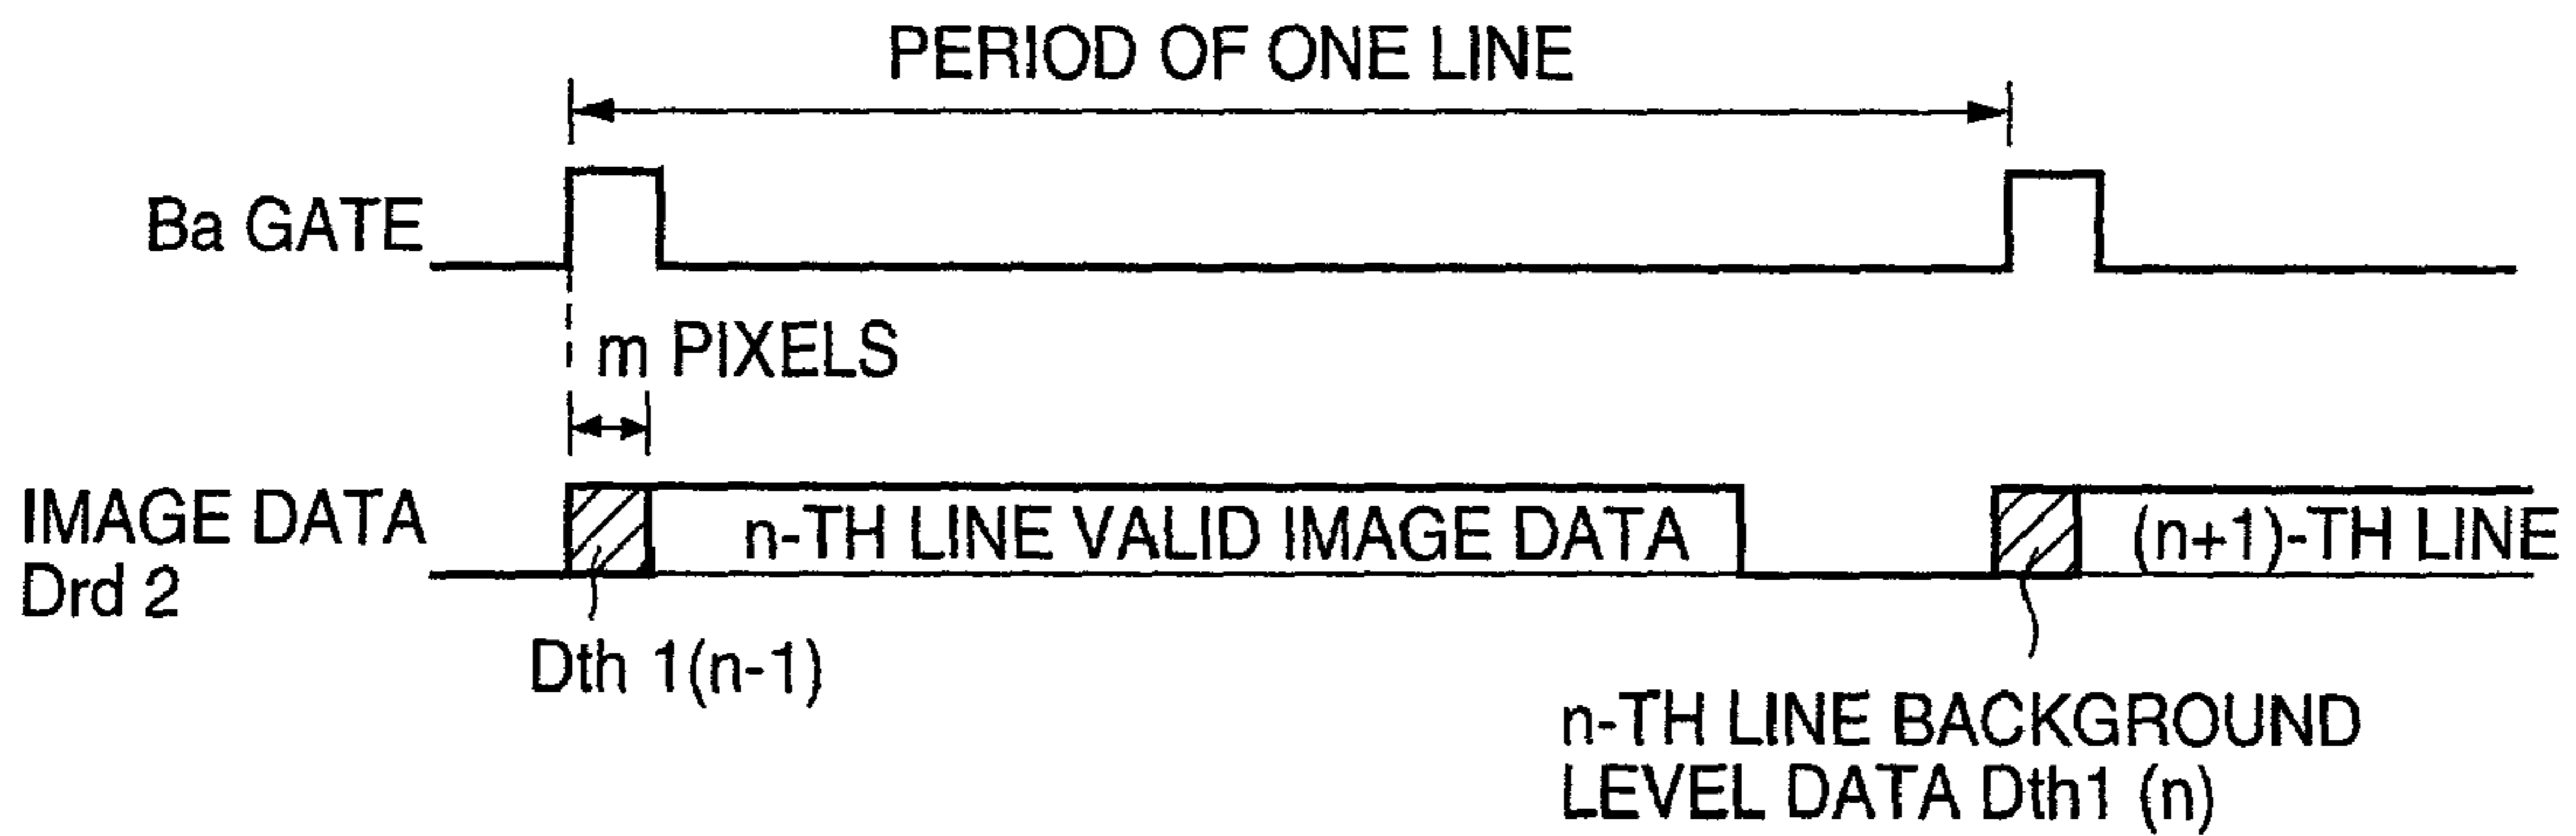 PERIOD OF ONE LINE
Ba GATE
m PIXELS
IMAGE DATA
Drd 2
n-TH LINE VALID IMAGE DATA
(n+1)-TH LINE
Dth 1(n-1)
n-TH LINE BACKGROUND
LEVEL DATA Dth1 (n)